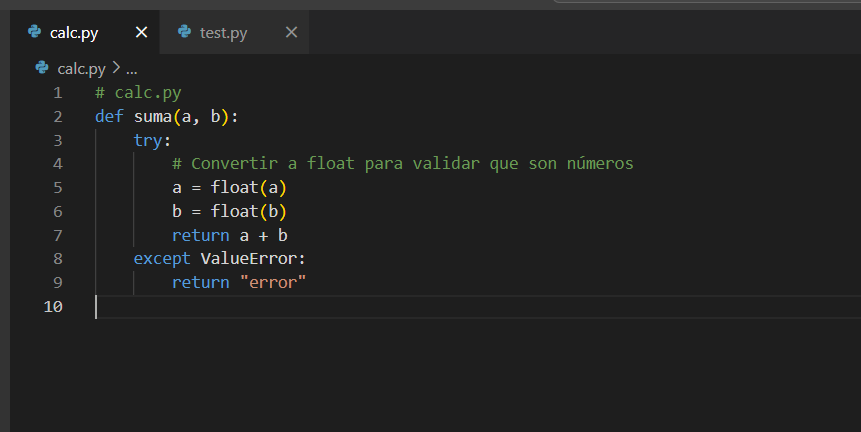 calc.py × test.py ×
calc.py > ...
1 # calc.py
2 def suma(a, b):
3     try:
4         # Convertir a float para validar que son números
5         a = float(a)
6         b = float(b)
7         return a + b
8     except ValueError:
9         return "error"
10